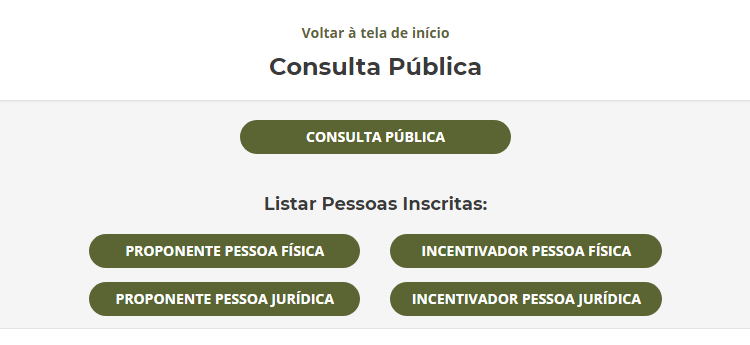 Voltar à tela de início
Consulta Pública
CONSULTA PÚBLICA
Listar Pessoas Inscritas:
PROPONENTE PESSOA FÍSICA
INCENTIVADOR PESSOA FÍSICA
PROPONENTE PESSOA JURÍDICA
INCENTIVADOR PESSOA JURÍDICA